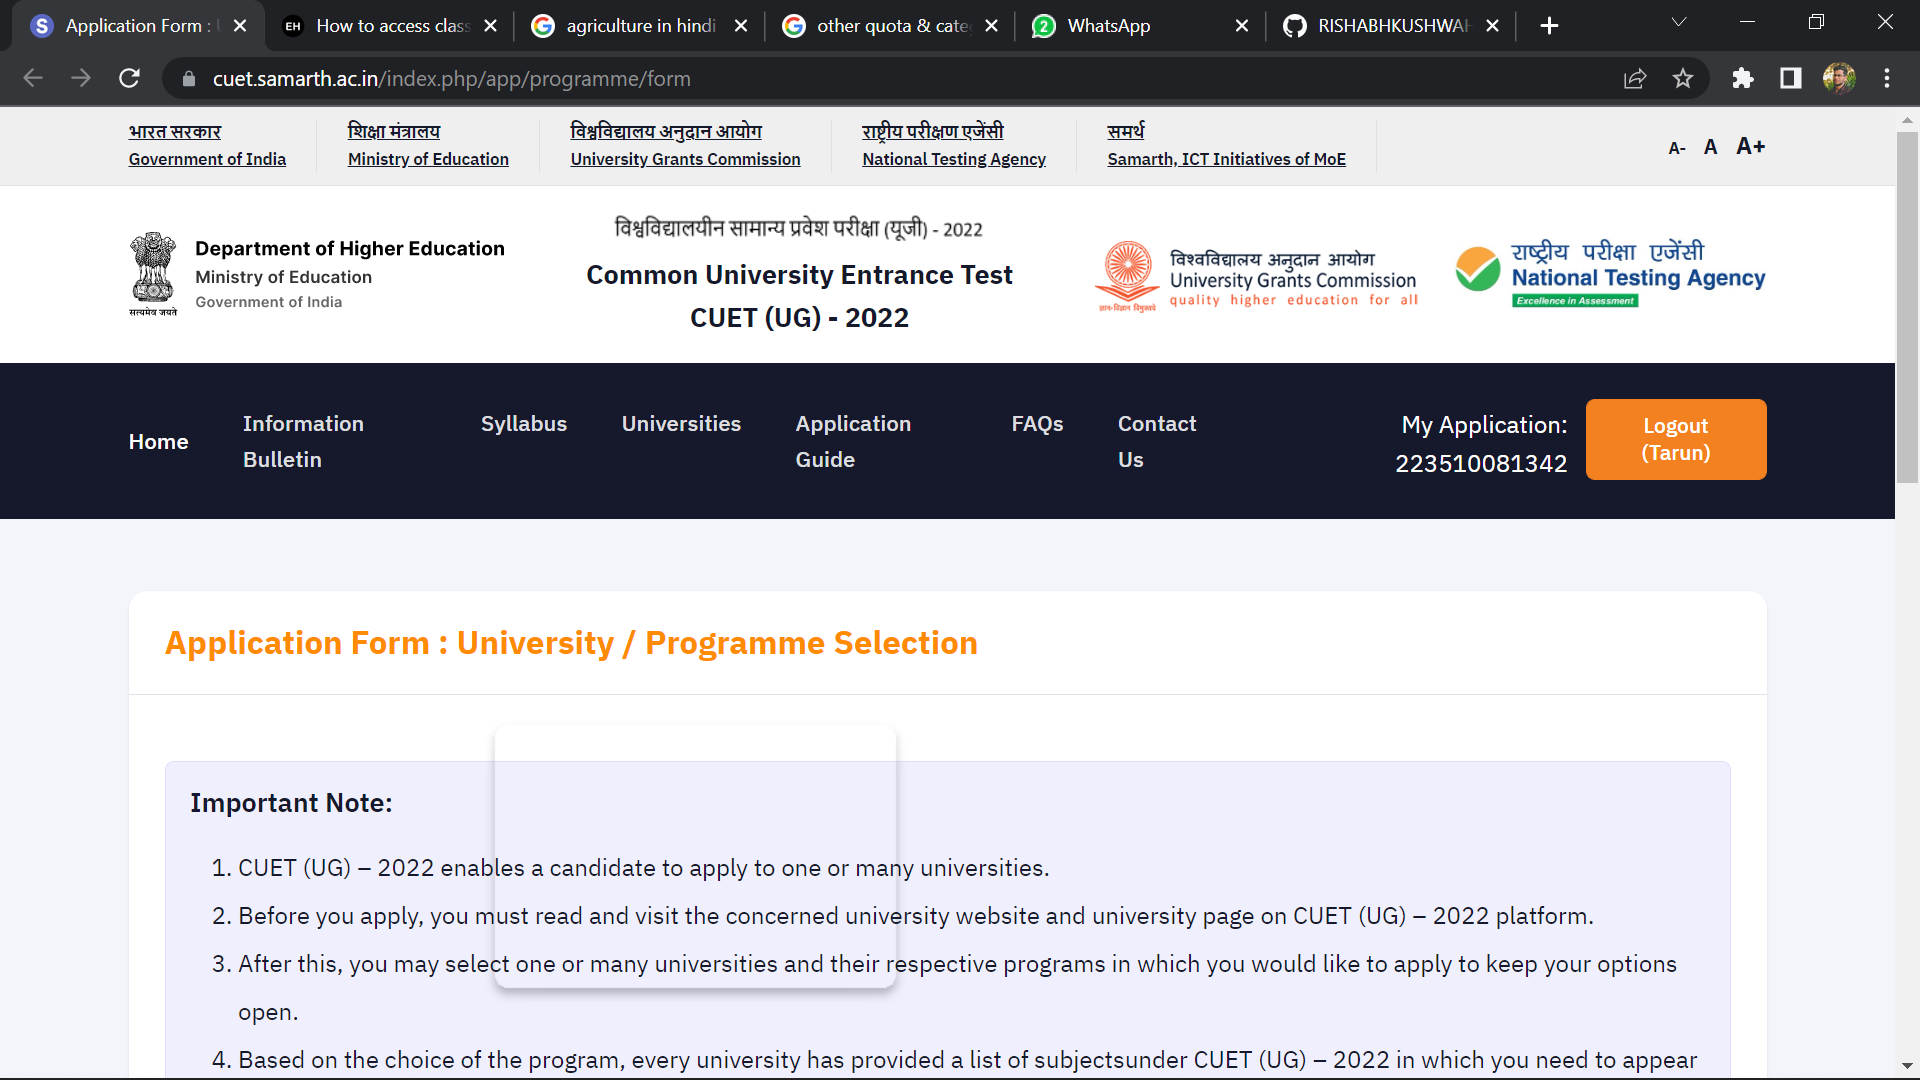 Application Form :
How to access class
agriculture in hindi
other quota & cate
WhatsApp
RISHABHKUSHWAH
cuet.samarth.ac.in/index.php/app/programme/form
भारत सरकार
Government of India
शिक्षा मंत्रालय
Ministry of Education
विश्वविद्यालय अनुदान आयोग
University Grants Commission
राष्ट्रीय परीक्षण एजेंसी
National Testing Agency
समर्थ
Samarth, ICT Initiatives of MoE
A- A A+
सत्यमेव जयते
Department of Higher Education
Ministry of Education
Government of India
विश्वविद्यालयीन सामान्य प्रवेश परीक्षा (यूजी) - 2022
Common University Entrance Test
CUET (UG) - 2022
ज्ञान-विज्ञान विमुक्तये
विश्वविद्यालय अनुदान आयोग
University Grants Commission
quality higher education for all
राष्ट्रीय परीक्षा एजेंसी
National Testing Agency
Excellence in Assessment
Home
Information
Bulletin
Syllabus
Universities
Application
Guide
FAQs
Contact
Us
My Application:
223510081342
Logout
(Tarun)
Application Form : University / Programme Selection
Important Note:
1. CUET (UG) – 2022 enables a candidate to apply to one or many universities.
2. Before you apply, you must read and visit the concerned university website and university page on CUET (UG) – 2022 platform.
3. After this, you may select one or many universities and their respective programs in which you would like to apply to keep your options
open.
4. Based on the choice of the program, every university has provided a list of subjectsunder CUET (UG) – 2022 in which you need to appear